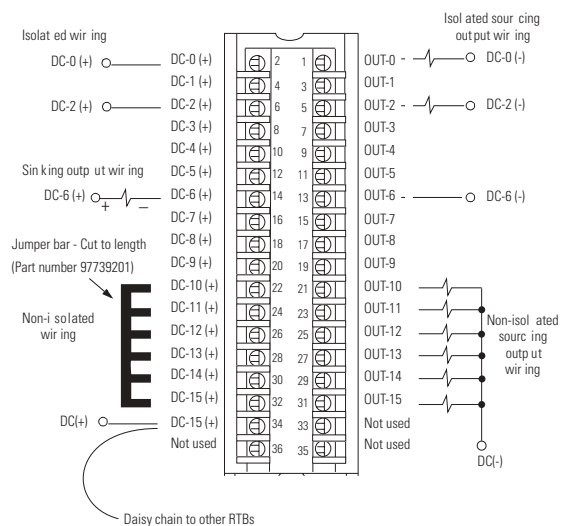 Isolated wiring
Isolated sourcing
output wiring
DC-0 (+) DC-0 (+) 2 1 OUT-0 DC-0 (-)
DC-1 (+) 4 3 OUT-1
DC-2 (+) DC-2 (+) 6 5 OUT-2 DC-2 (-)
DC-3 (+) 8 7 OUT-3
DC-4 (+) 10 9 OUT-4
DC-5 (+) 12 11 OUT-5
Sinking output wiring
DC-6 (+) + – DC-6 (+) 14 13 OUT-6 DC-6 (-)
DC-7 (+) 16 15 OUT-7
DC-8 (+) 18 17 OUT-8
DC-9 (+) 20 19 OUT-9
Jumper bar - Cut to length
(Part number 97739201)
DC-10 (+) 22 21 OUT-10
DC-11 (+) 24 23 OUT-11
DC-12 (+) 26 25 OUT-12
DC-13 (+) 28 27 OUT-13
DC-14 (+) 30 29 OUT-14
DC-15 (+) 32 31 OUT-15
Non-isolated
wiring
Non-isolated
sourcing
output
wiring
DC(+) DC-15 (+) 34 33 Not used
Not used 36 35 Not used
DC(-)
Daisy chain to other RTBs